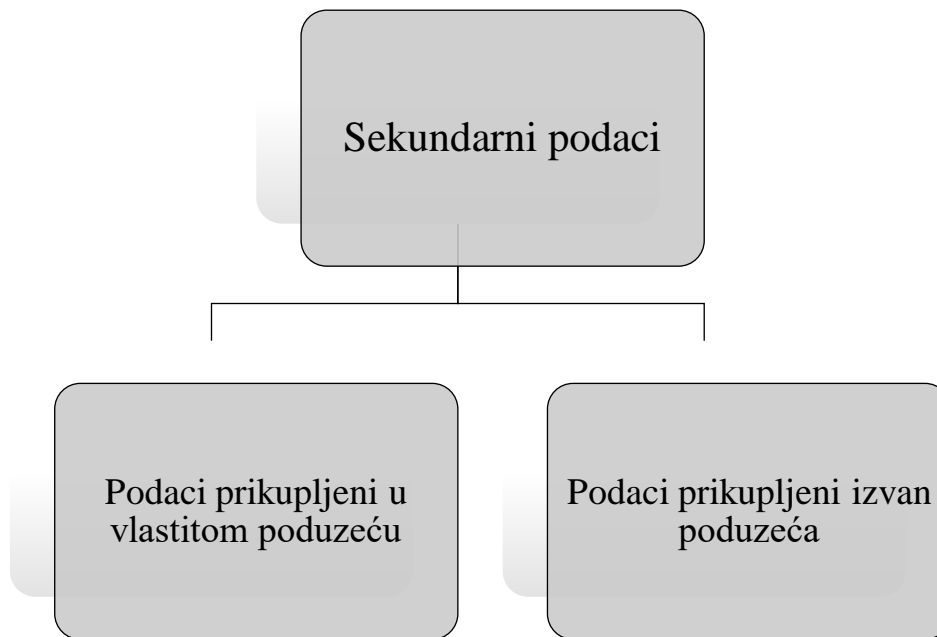 Sekundarni podaci
Podaci prikupljeni u
vlastitom poduzeću
Podaci prikupljeni izvan
poduzeća